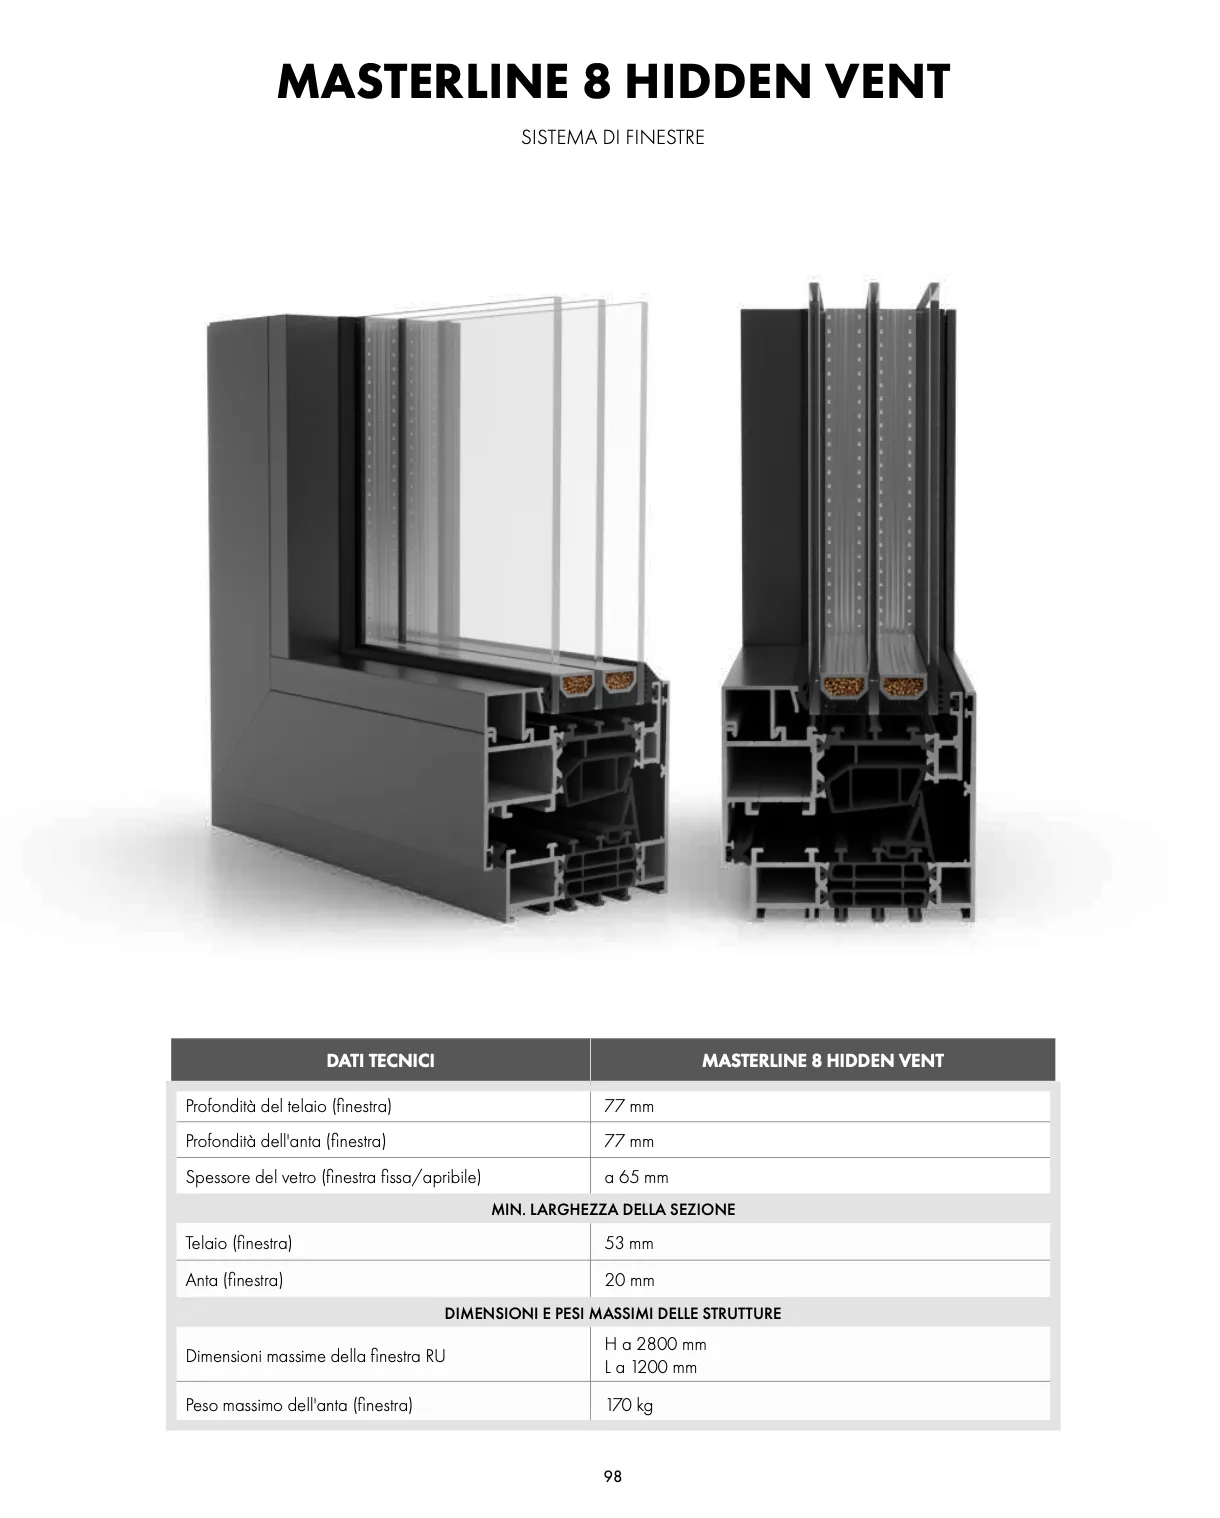 MASTERLINE 8 HIDDEN VENT
SISTEMA DI FINESTRE
DATI TECNICI MASTERLINE 8 HIDDEN VENT
Profondità del telaio (finestra) 77 mm
Profondità dell'anta (finestra) 77 mm
Spessore del vetro (finestra fissa/apribile) a 65 mm
MIN. LARGHEZZA DELLA SEZIONE
Telaio (finestra) 53 mm
Anta (finestra) 20 mm
DIMENSIONI E PESI MASSIMI DELLE STRUTTURE
Dimensioni massime della finestra RU H a 2800 mm
L a 1200 mm
Peso massimo dell'anta (finestra) 170 kg
98